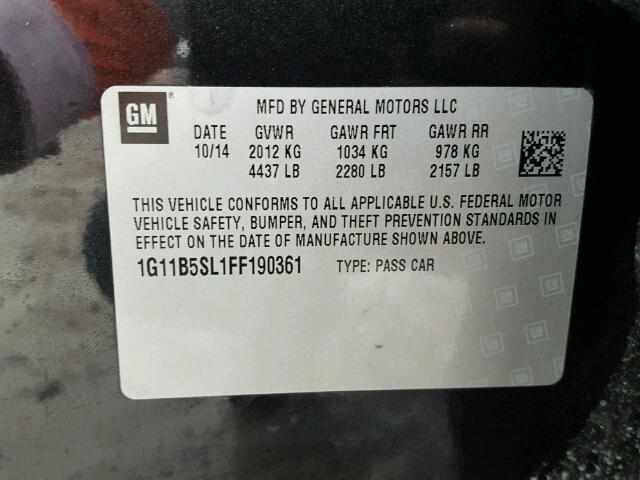 GM
MFD BY GENERAL MOTORS LLC
DATE GVWR GAWR FRT GAWR RR
10/14 2012 KG 1034 KG 978 KG
4437 LB 2280 LB 2157 LB
THIS VEHICLE CONFORMS TO ALL APPLICABLE U.S. FEDERAL MOTOR
VEHICLE SAFETY, BUMPER, AND THEFT PREVENTION STANDARDS IN
EFFECT ON THE DATE OF MANUFACTURE SHOWN ABOVE.
1G11B5SL1FF190361 TYPE: PASS CAR